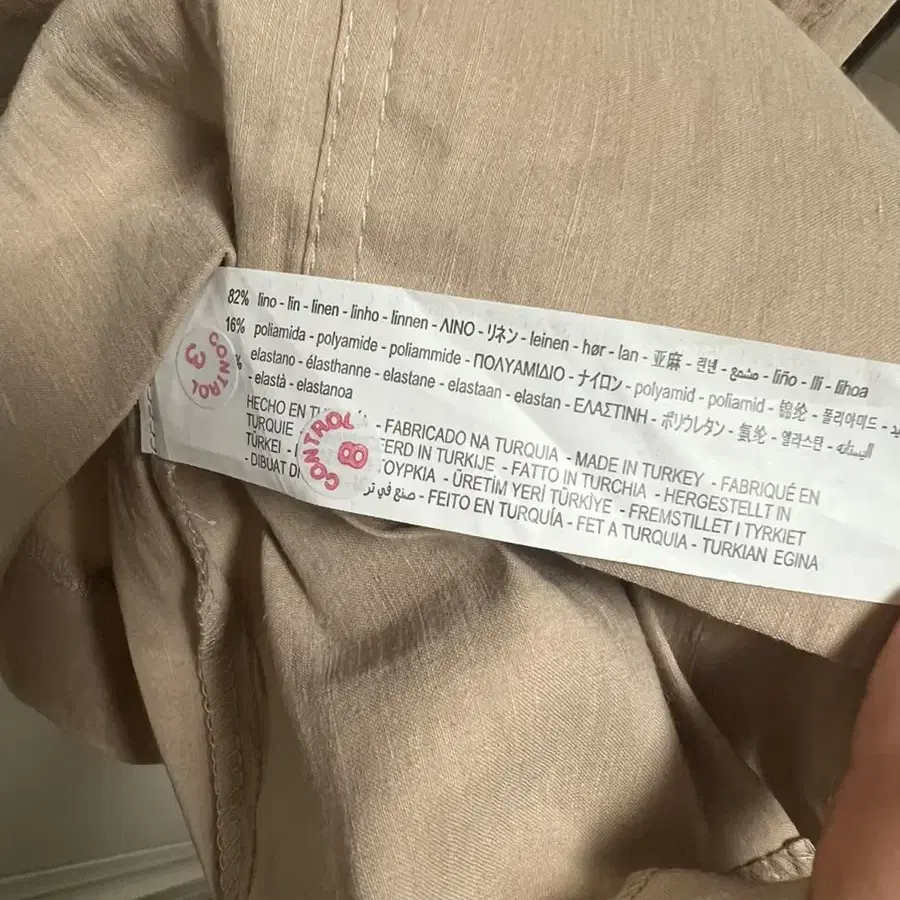 82% lino - lin - linen - linho - linnen - ΛΙΝΟ - リネン - leinen - hør - lan - 亚麻 - 린넨 - - liño - lli - lihoa
16% poliamida - polyamide - poliammide - ΠΟΛΥΑΜΙΔΙΟ - ナイロン - polyamid - poliamid - 锦纶 - 폴리아미드 -
% elastano - élasthanne - elastane - elastaan - elastan - ΕΛΑΣΤΙΝΗ - ポリウレタン - 氨纶 - 엘라스탄 -
- elastà - elastanoa
HECHO EN - FABRICADO NA TURQUIA - MADE IN TURKEY - FABRIQUÉ EN
TURQUIE - FEERD IN TURKIJE - FATTO IN TURCHIA - HERGESTELLT IN
TÜRKEI - ΤΟΥΡΚΙΑ - ÜRETİM YERİ TÜRKİYE - FREMSTILLET I TYRKIET
- DIBUAT DI - FEITO EN TURQUÍA - FET A TURQUIA - TURKIAN EGINA
CONTROL 3
CONTROL 8